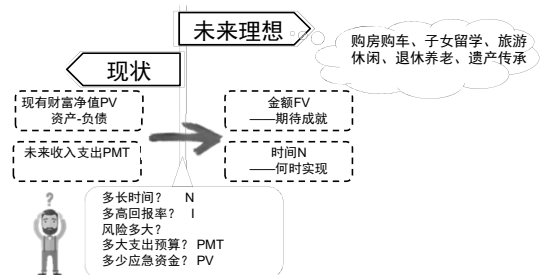 未来理想
购房购车、子女留学、旅游
休闲、退休养老、遗产传承
现状
现有财富净值PV
资产-负债
金额FV
——期待成就
未来收入支出PMT
时间N
——何时实现
多长时间? N
多高回报率? I
风险多大?
多大支出预算? PMT
多少应急资金? PV
?